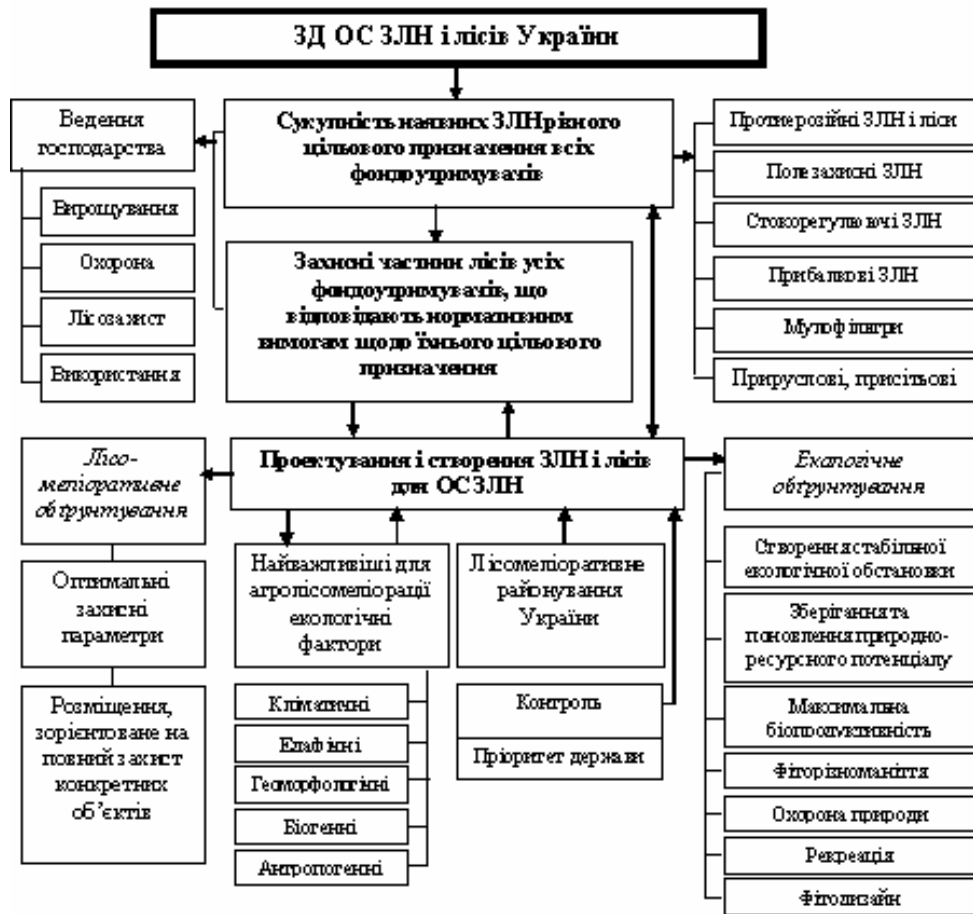 ЗД ОС ЗЛН і лісів України
Ведення
господарства
Вирощування
Охорона
Лісозахист
Використання
Сукупність наявних ЗЛН різного
цільового призначення всіх
фондоутримувачів
Захисні частини лісів усіх
фондоутримувачів, що
відповідають нормативним
вимогам щодо їхнього цільового
призначення
Протиерозійні ЗЛН і ліси
Полезахисні ЗЛН
Стокорегулюючі ЗЛН
Прибалкові ЗЛН
Мулофільтри
Прируслові, присітьові
Лісо-
меліоративне
обґрунтування
Оптимальні
захисні
параметри
Розміщення,
зорієнтоване на
повний захист
конкретних
об’єктів
Проектування і створення ЗЛН і лісів
для ОС ЗЛН
Найважливіші для
агролісомеліорації
екологічні
фактори
Кліматичні
Едафічні
Геоморфологічні
Біогенні
Антропогенні
Лісомеліоративне
районування
України
Контроль
Пріоритет держави
Екологічне
обґрунтування
Створення стабільної
екологічної обстановки
Зберігання та
поновлення природно-
ресурсного потенціалу
Максимальна
біопродуктивність
Фіторізноманіття
Охорона природи
Рекреація
Фітодизайн